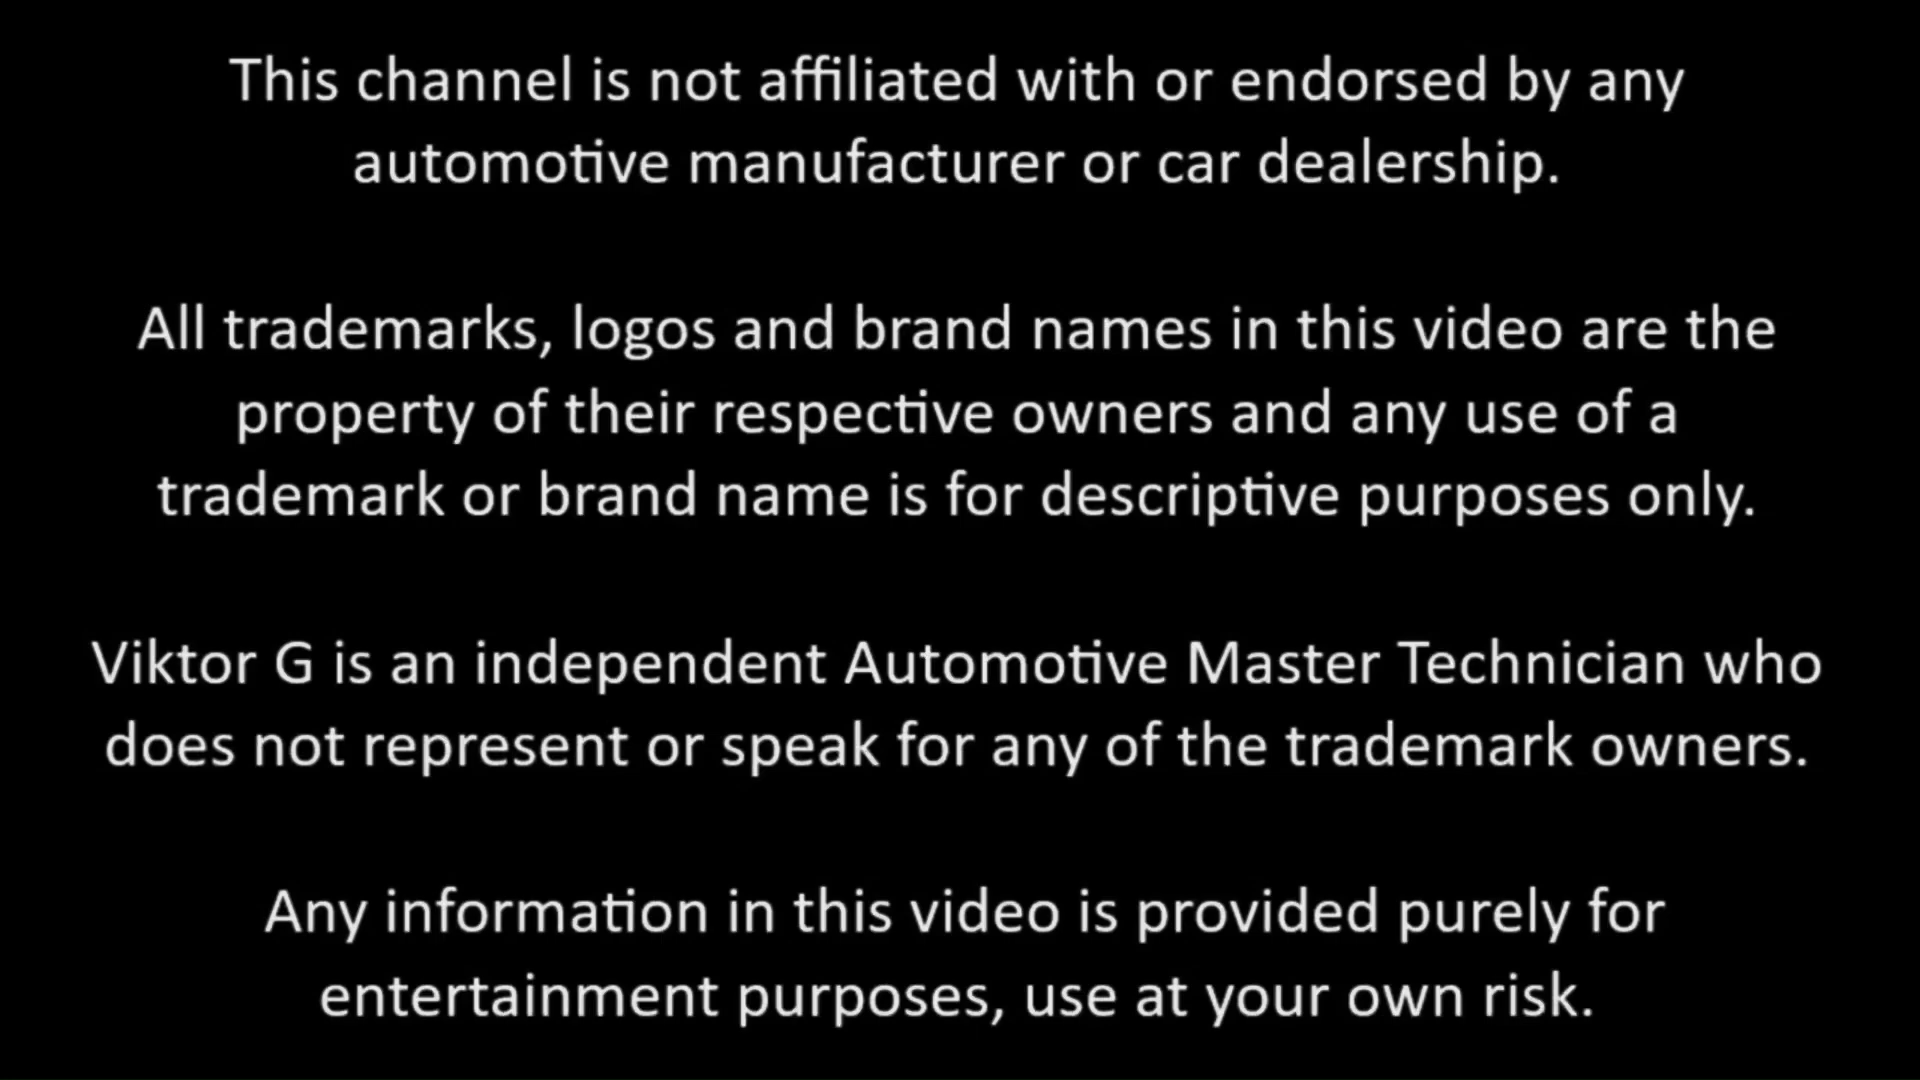 This channel is not affiliated with or endorsed by any
automotive manufacturer or car dealership.
All trademarks, logos and brand names in this video are the
property of their respective owners and any use of a
trademark or brand name is for descriptive purposes only.
Viktor G is an independent Automotive Master Technician who
does not represent or speak for any of the trademark owners.
Any information in this video is provided purely for
entertainment purposes, use at your own risk.